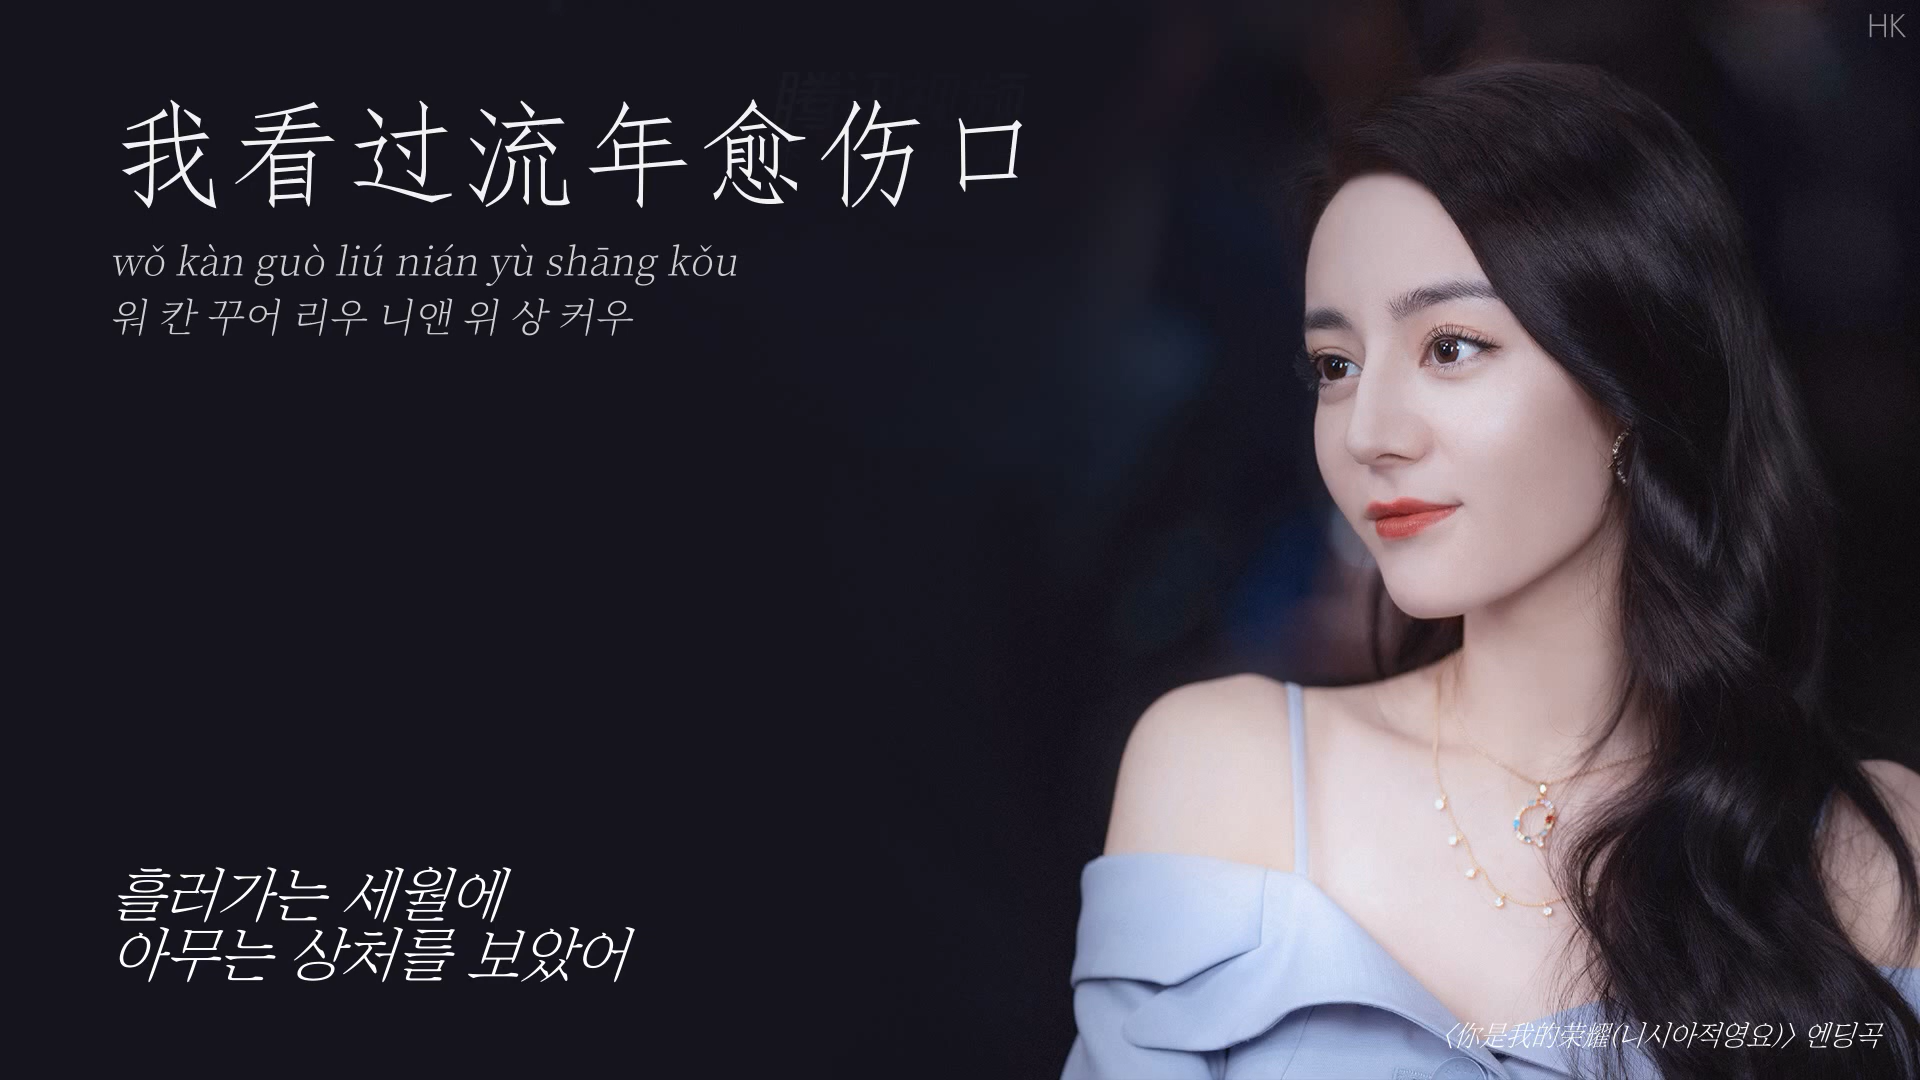 HK
我看过流年愈伤口
wǒ kàn guò liú nián yù shāng kǒu
워 칸 꾸어 리우 니앤 위 상 커우
흘러가는 세월에
아무는 상처를 보았어
〈你是我的荣耀(니시아적영요)〉 엔딩곡